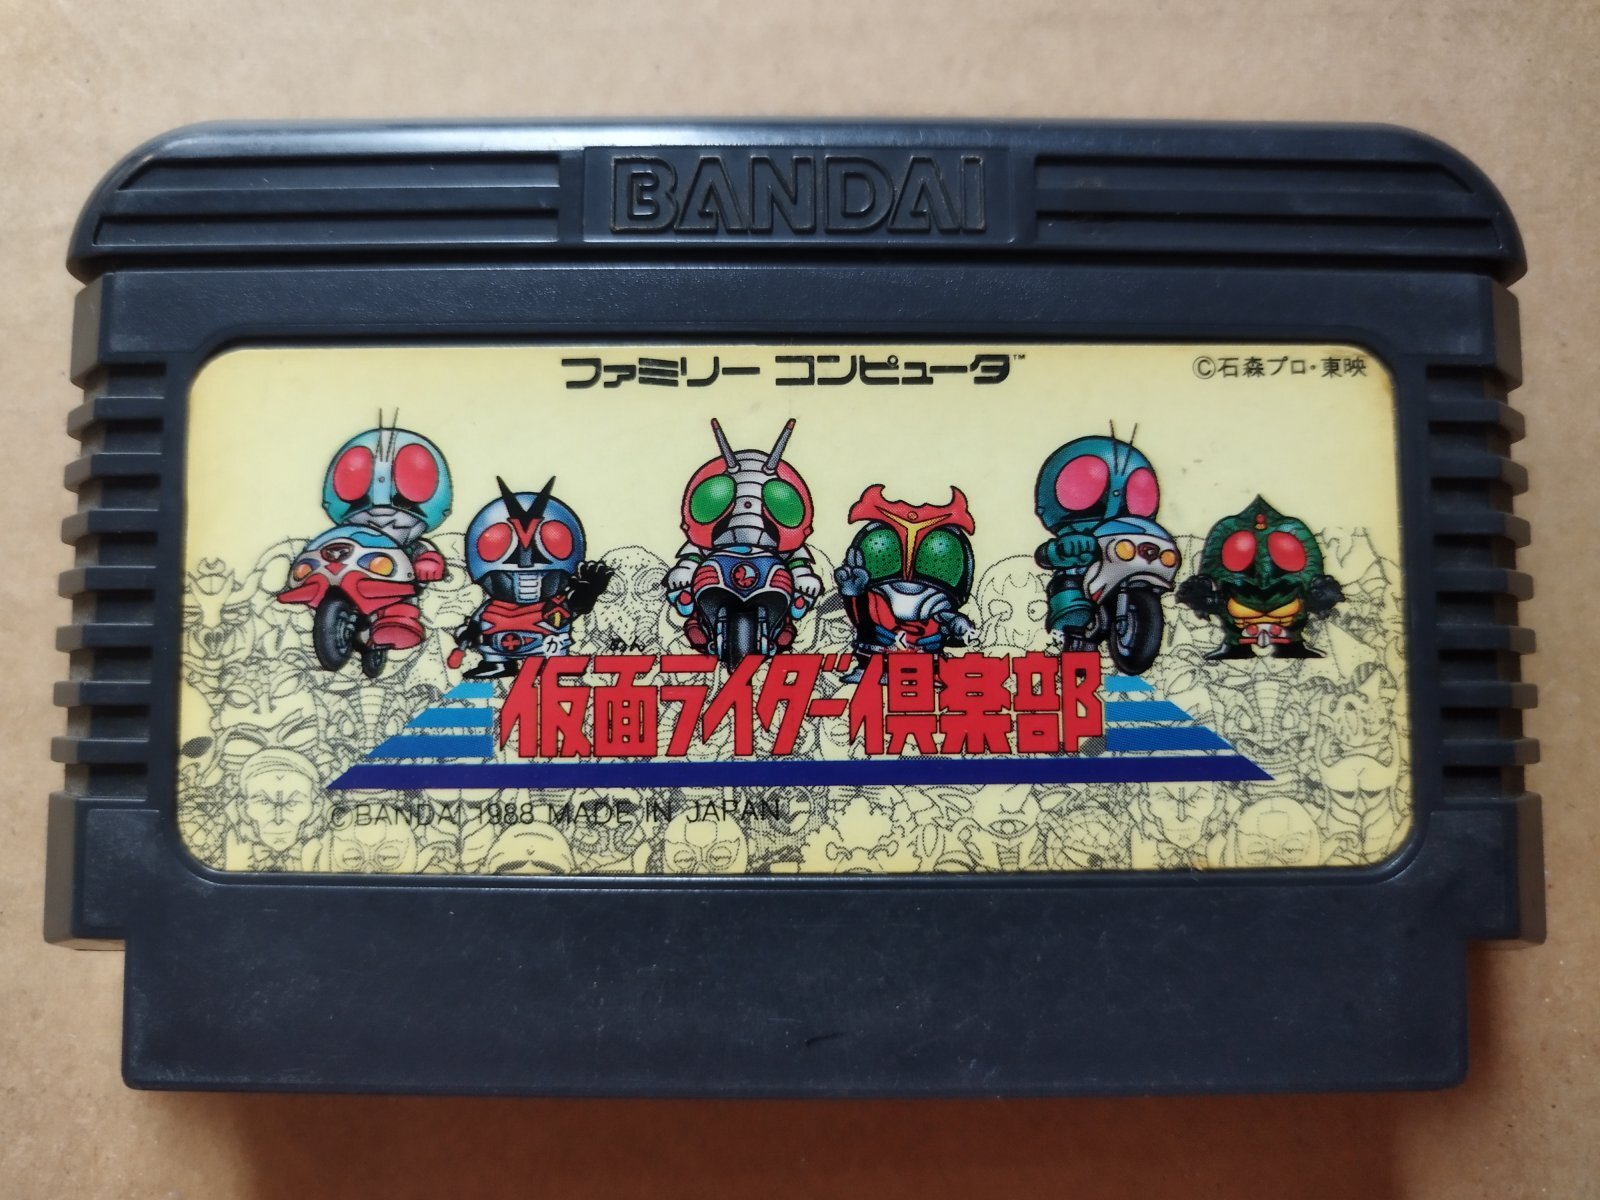 BANDAI
ファミリー コンピュータ™
©石森プロ・東映
仮面ライダー倶楽部
©BANDAI 1988 MADE IN JAPAN